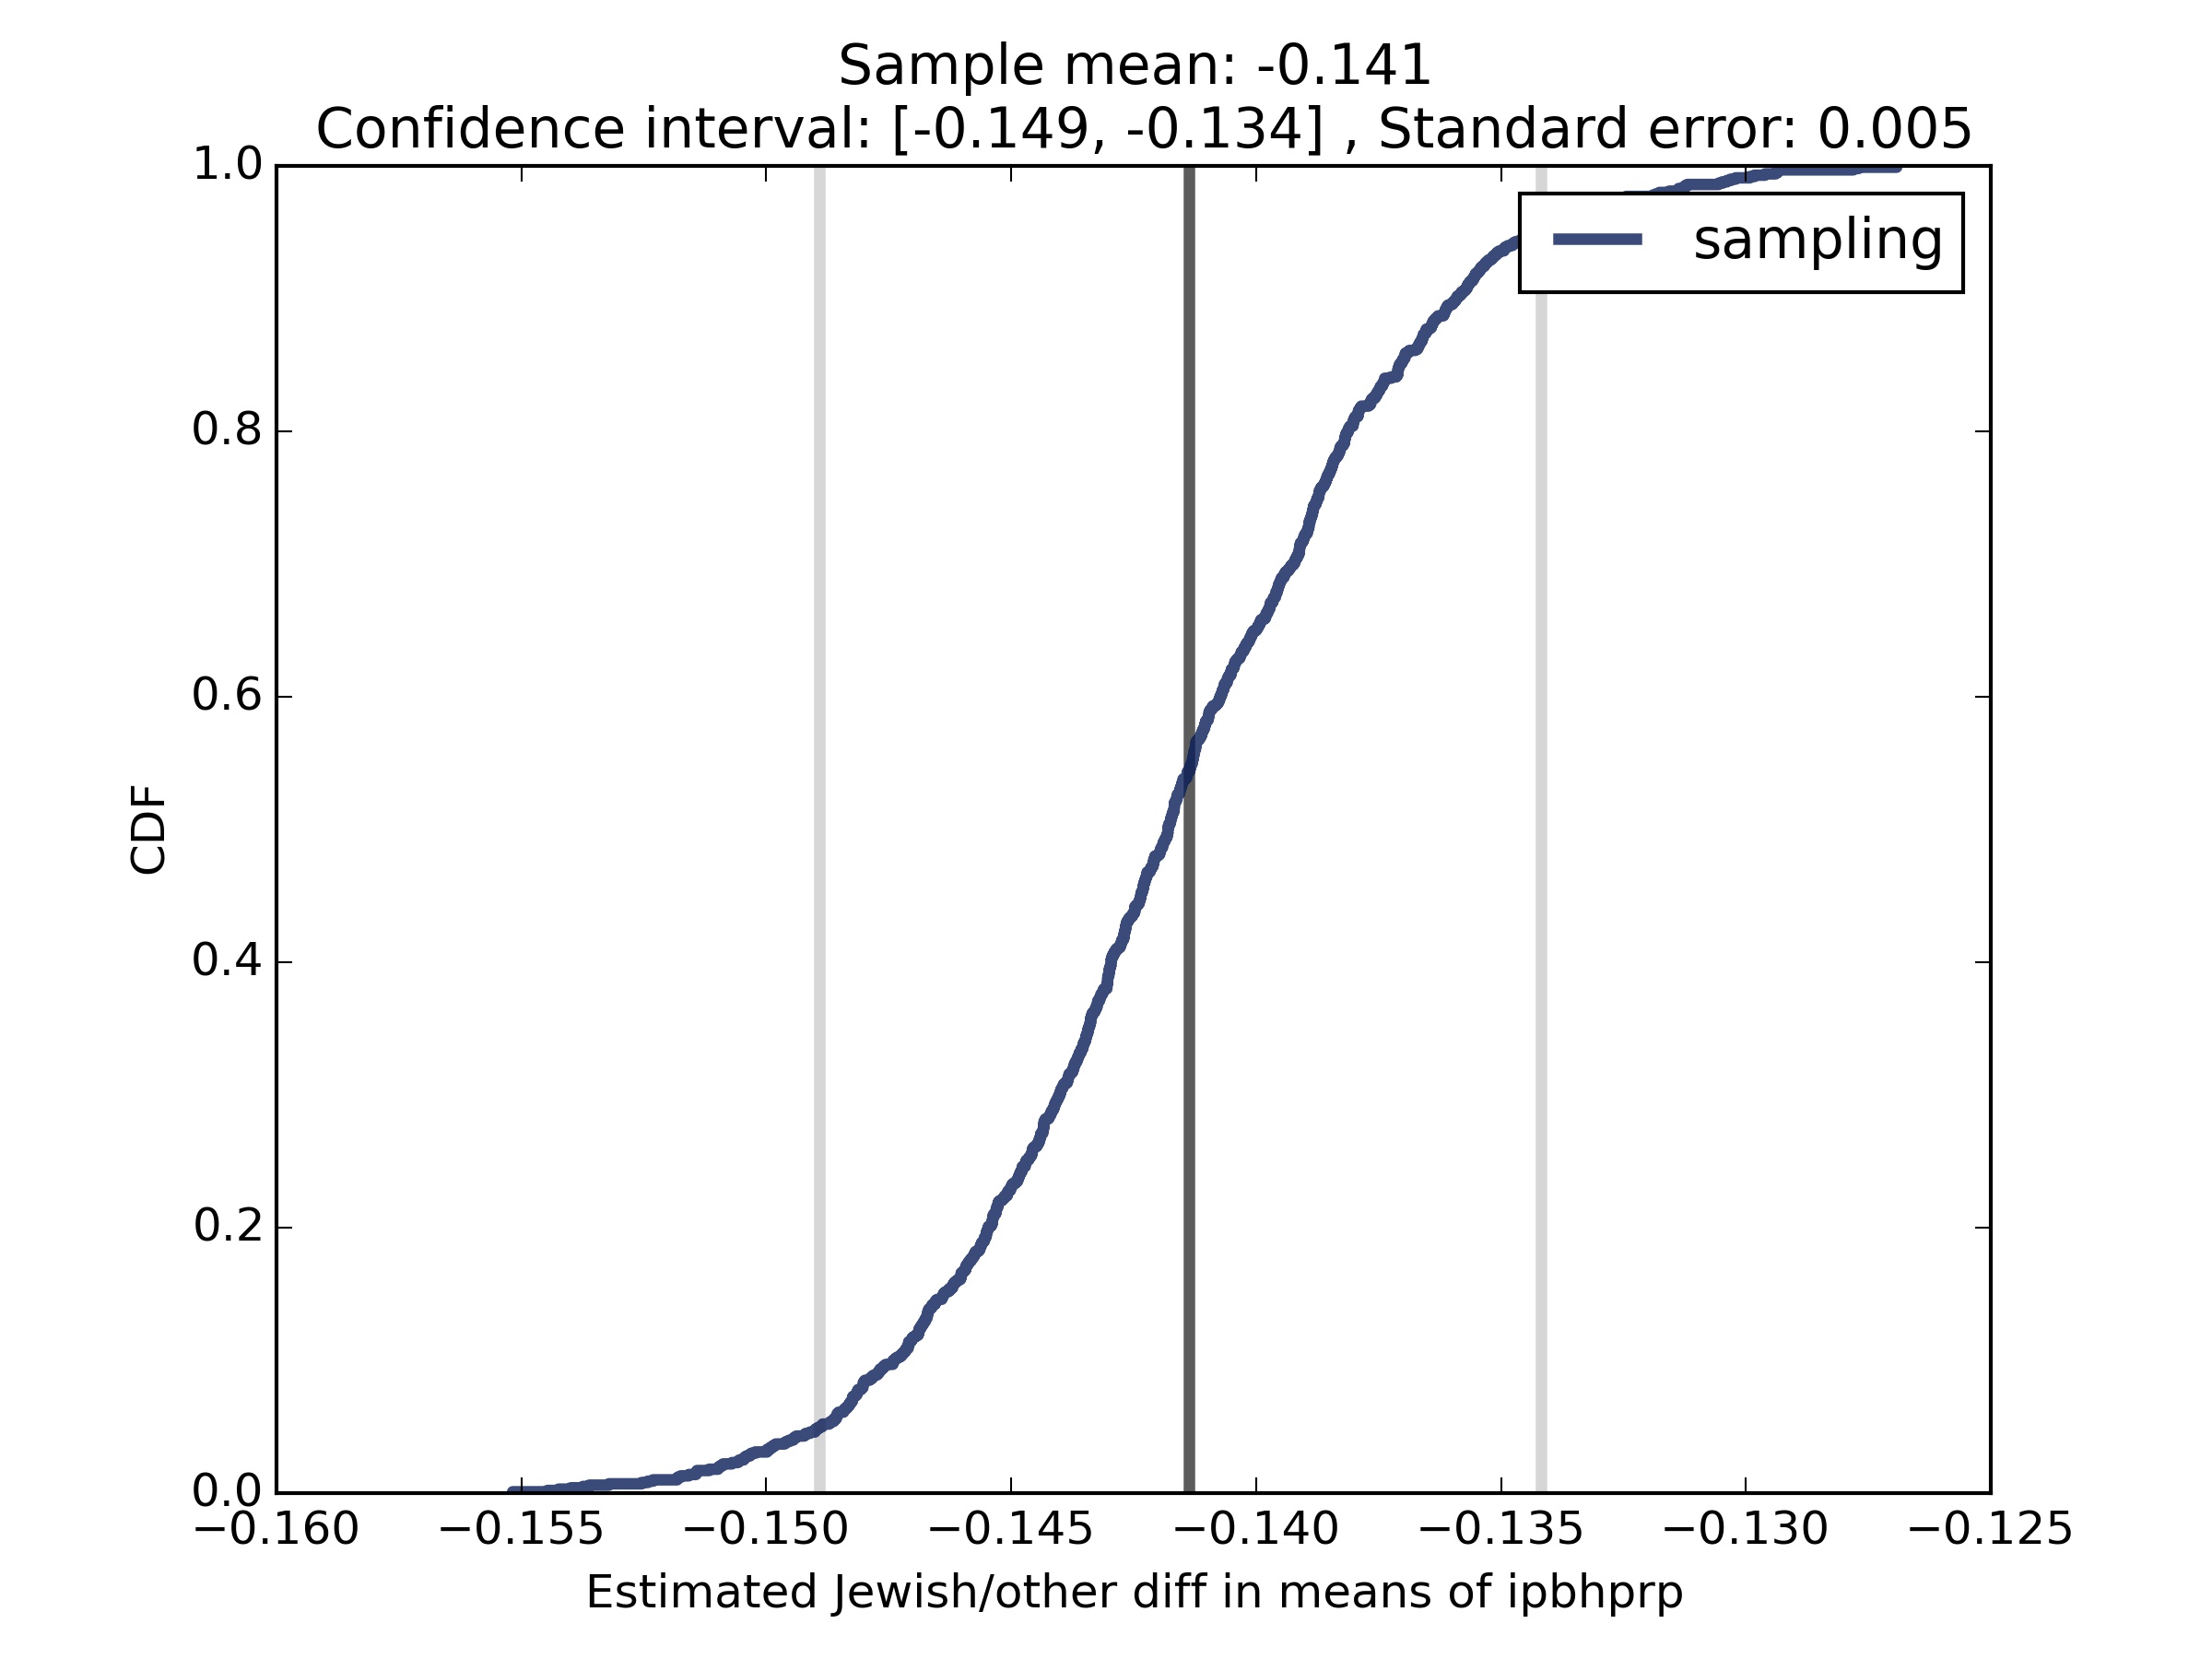 Sample mean: -0.141
Confidence interval: [-0.149, -0.134] , Standard error: 0.005
1.0
sampling
0.8
0.6
CDF
0.4
0.2
0.0
−0.160 −0.155 −0.150 −0.145 −0.140 −0.135 −0.130 −0.125
Estimated Jewish/other diff in means of ipbhprp